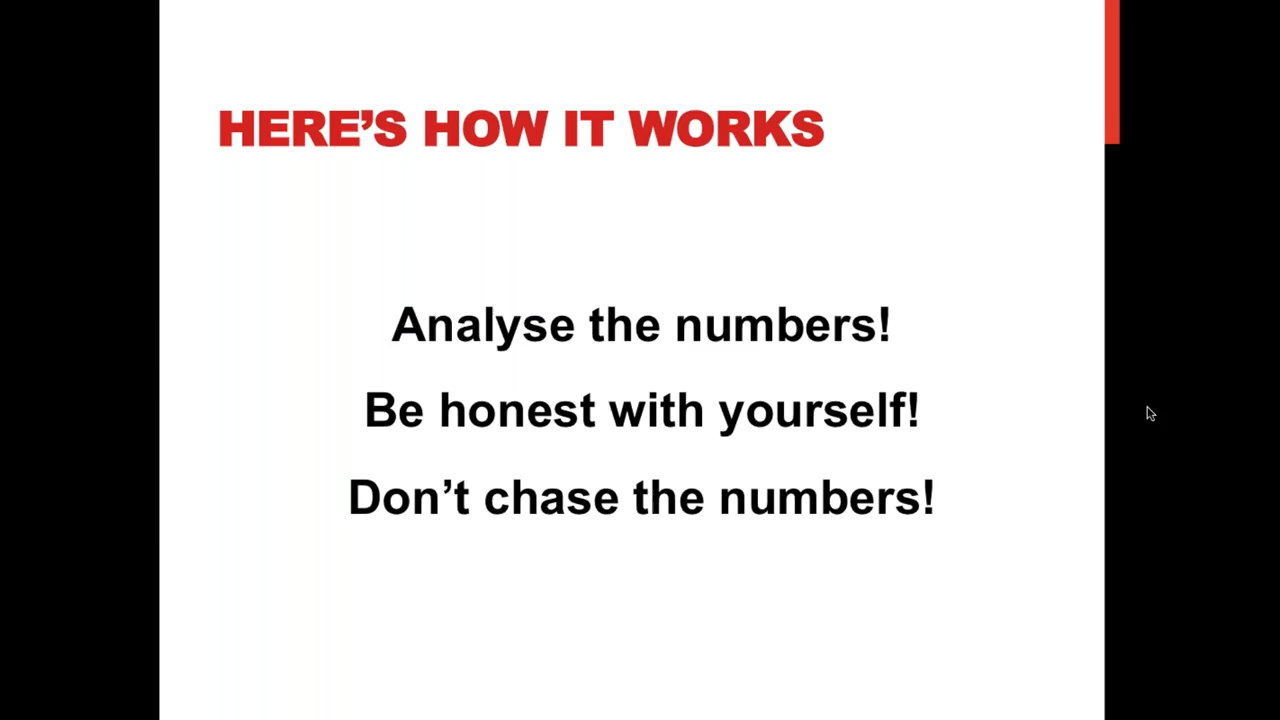 HERE’S HOW IT WORKS
Analyse the numbers!
Be honest with yourself!
Don’t chase the numbers!